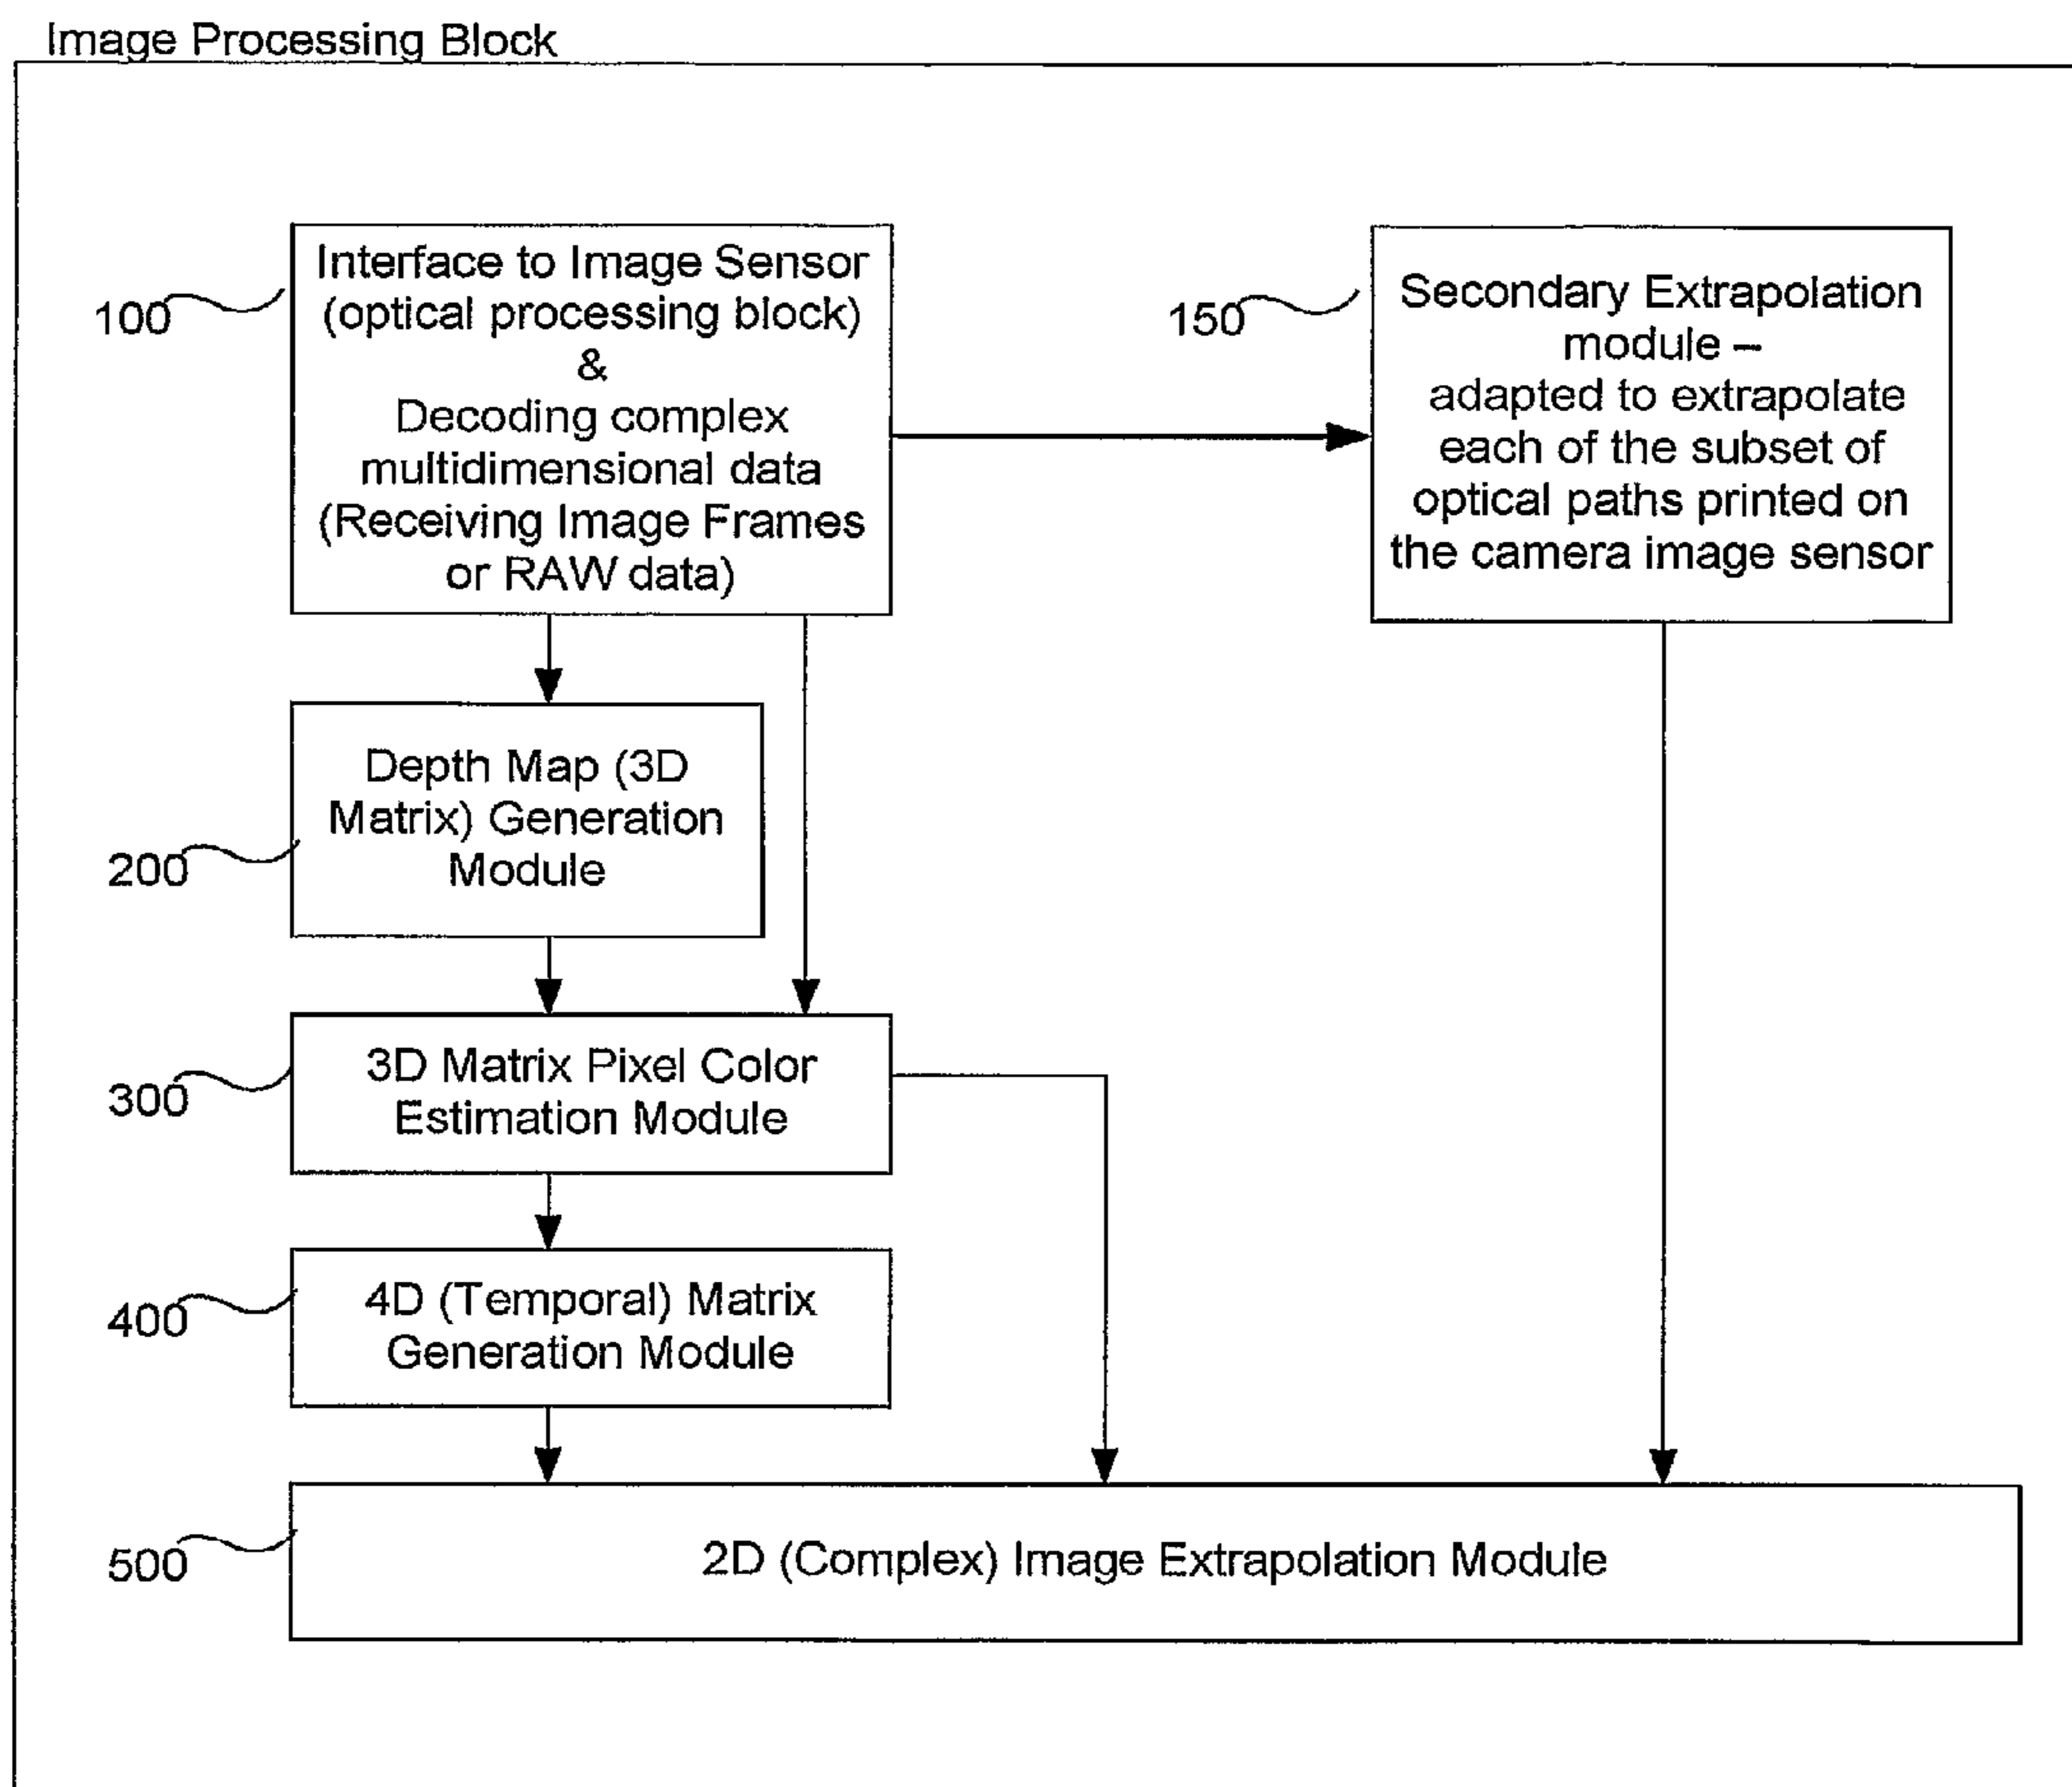 Image Processing Block
100
Interface to Image Sensor
(optical processing block)
&
Decoding complex
multidimensional data
(Receiving Image Frames
or RAW data)
150
Secondary Extrapolation
module –
adapted to extrapolate
each of the subset of
optical paths printed on
the camera image sensor
200
Depth Map (3D
Matrix) Generation
Module
300
3D Matrix Pixel Color
Estimation Module
400
4D (Temporal) Matrix
Generation Module
500
2D (Complex) Image Extrapolation Module